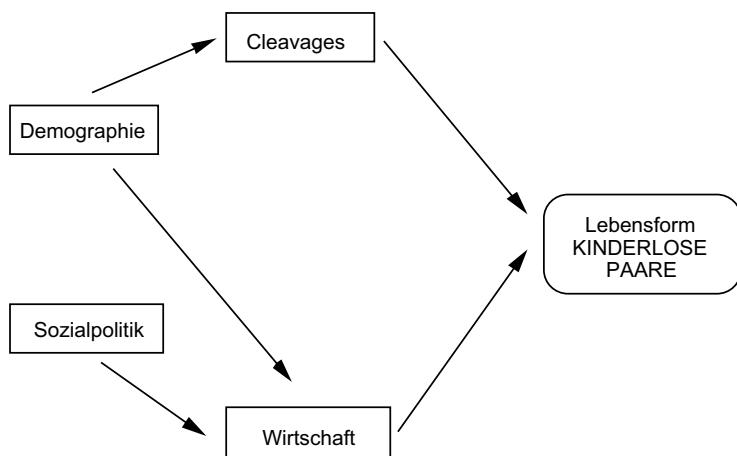 Cleavages
Demographie
Lebensform
KINDERLOSE
PAARE
Sozialpolitik
Wirtschaft